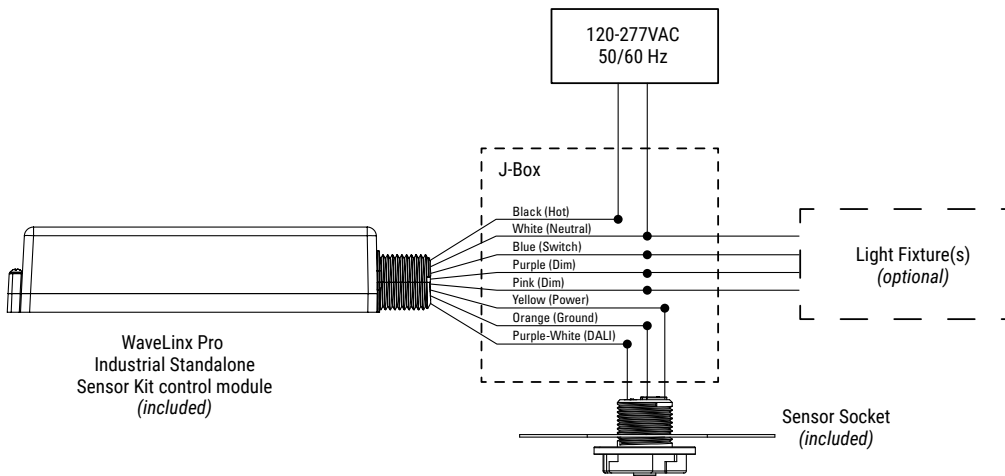 120-277VAC
50/60 Hz
J-Box
Black (Hot)
White (Neutral)
Blue (Switch)
Purple (Dim)
Pink (Dim)
Yellow (Power)
Orange (Ground)
Purple-White (DALI)
Light Fixture(s)
(optional)
WaveLinx Pro
Industrial Standalone
Sensor Kit control module
(included)
Sensor Socket
(included)